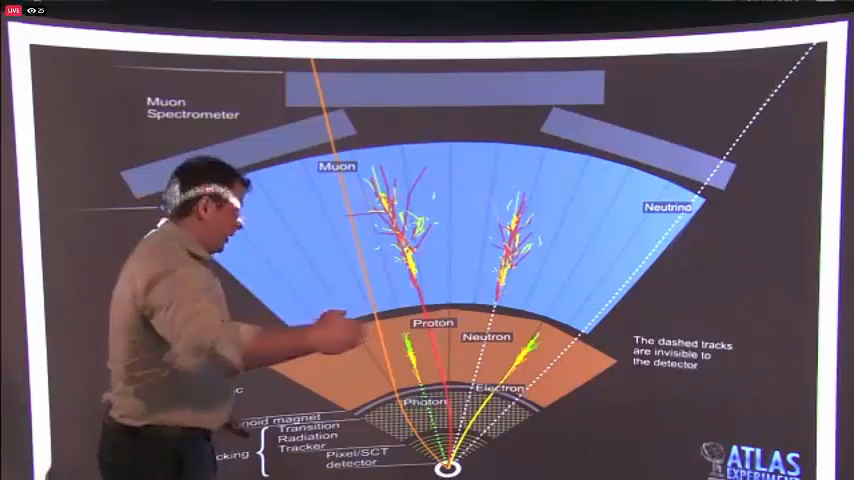 LIVE 25
Muon
Spectrometer
Muon
Neutrino
Proton
Neutron
The dashed tracks
are invisible to
the detector
Electron
Photon
noid magnet
Transition
Radiation
Tracker
cking
Pixel/SCT
detector
ATLAS
EXPERIMENT